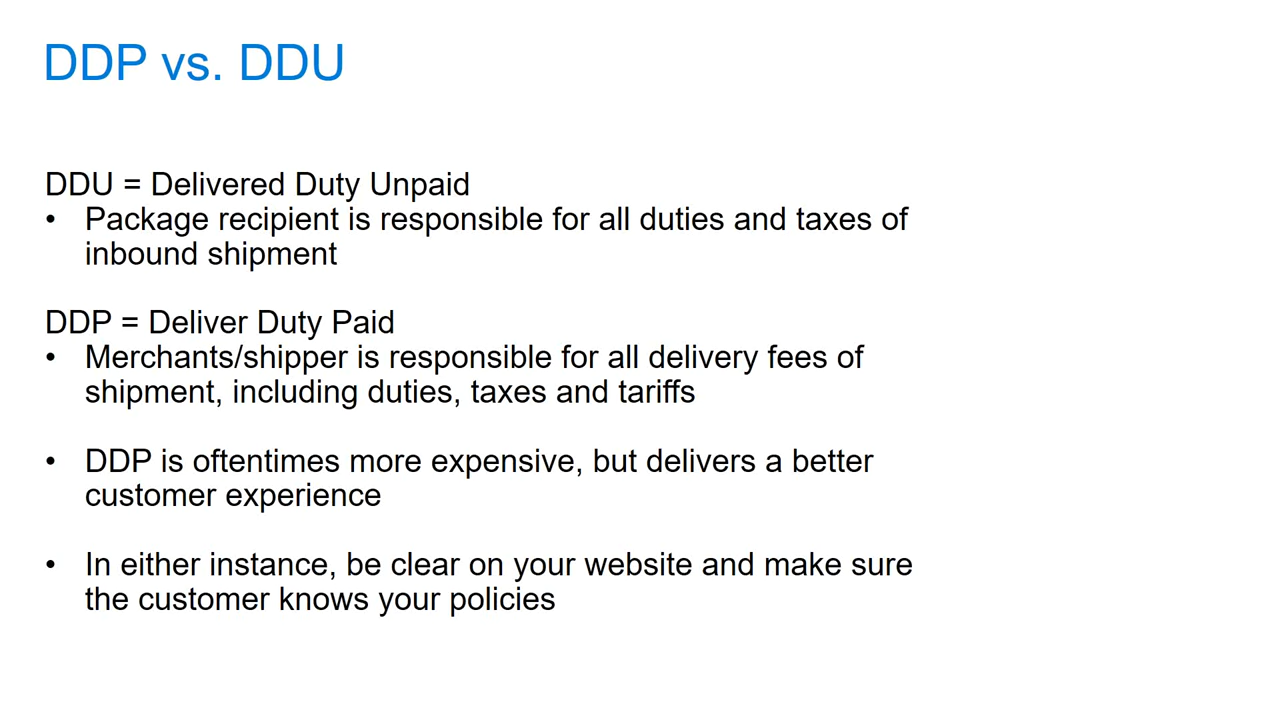 DDP vs. DDU
DDU = Delivered Duty Unpaid
• Package recipient is responsible for all duties and taxes of
inbound shipment
DDP = Deliver Duty Paid
• Merchants/shipper is responsible for all delivery fees of
shipment, including duties, taxes and tariffs
• DDP is oftentimes more expensive, but delivers a better
customer experience
• In either instance, be clear on your website and make sure
the customer knows your policies